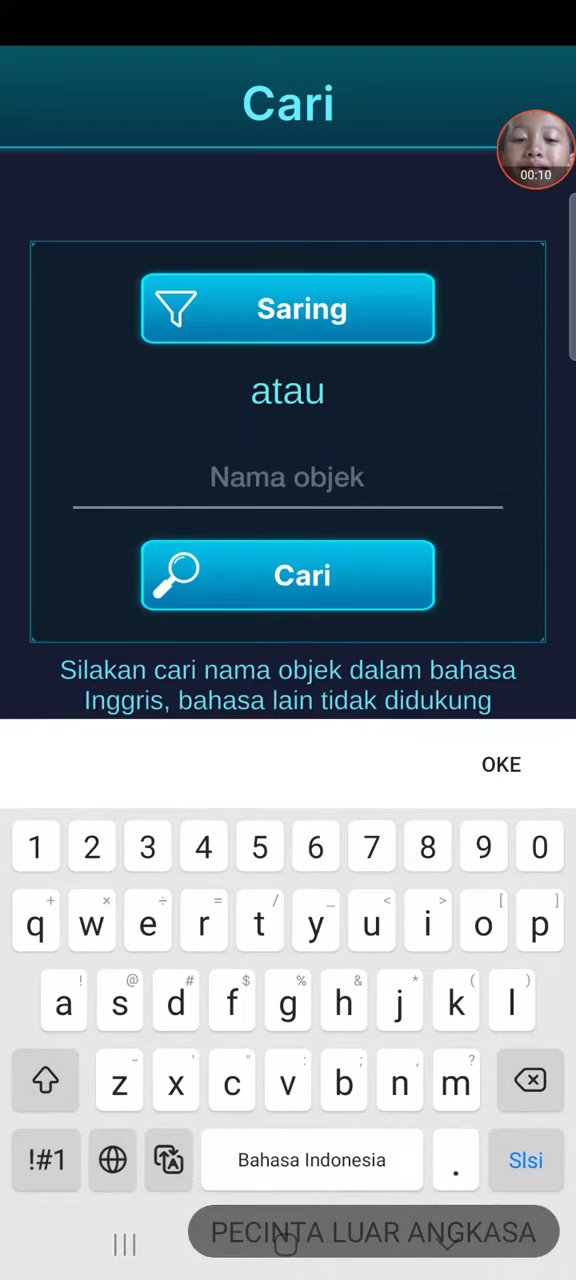 Cari
00:10
Saring
atau
Nama objek
Cari
Silakan cari nama objek dalam bahasa
Inggris, bahasa lain tidak didukung
OKE
1 2 3 4 5 6 7 8 9 0
+ × ÷ = / _ < > [ ]
q w e r t y u i o p
! @ # $ % & * ( )
a s d f g h j k l
- ' " : ; , ?
z x c v b n m
!#1 Bahasa Indonesia . Slsi
PECINTA LUAR ANGKASA